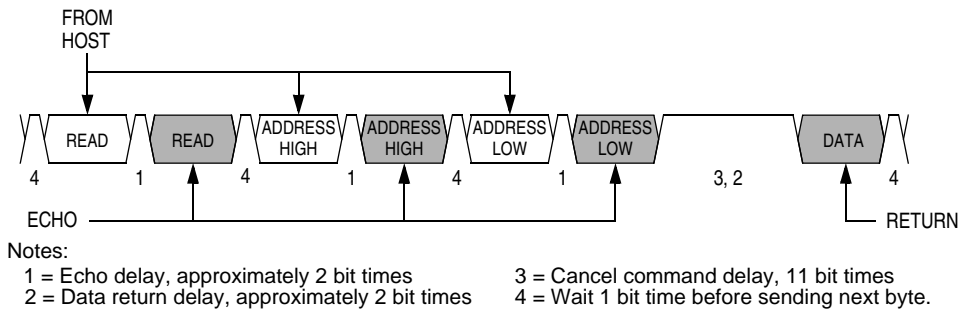 FROM
HOST
READ
READ
ADDRESS
HIGH
ADDRESS
HIGH
ADDRESS
LOW
ADDRESS
LOW
DATA
4
1
4
1
4
1
3, 2
4
ECHO
RETURN
Notes:
1 = Echo delay, approximately 2 bit times
2 = Data return delay, approximately 2 bit times
3 = Cancel command delay, 11 bit times
4 = Wait 1 bit time before sending next byte.